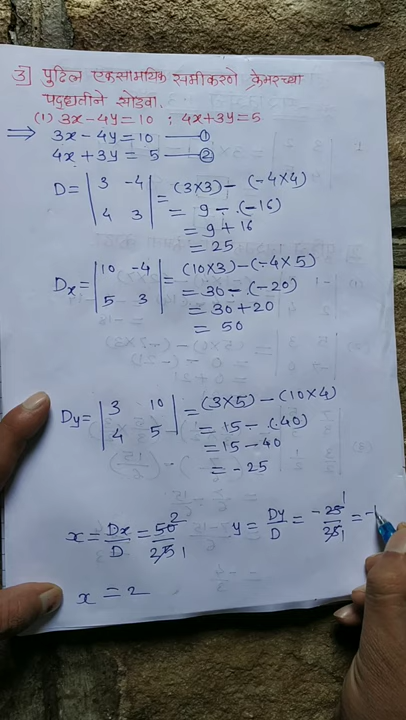 3] पुढिल एकसामायिक समीकरणे क्रेमरच्या
पद्धतीने सोडवा.
(1) 3x-4y=10 ; 4x+3y=5
⟹ 3x-4y=10 —①
4x+3y= 5 —②
D= | 3 -4 | = (3×3) - (-4×4)
| 4 3 | = 9 - (-16)
= 9+16
= 25
Dx= | 10 -4 | = (10×3)-(-4×5)
| 5 3 | = 30 - (-20)
= 30+20
= 50
Dy= | 3 10 | = (3×5) - (10×4)
| 4 5 | = 15 - (40)
= 15-40
= -25
x = Dx/D = 50/25 2/1 y = Dy/D = -25/25 1/1 = -1
x = 2